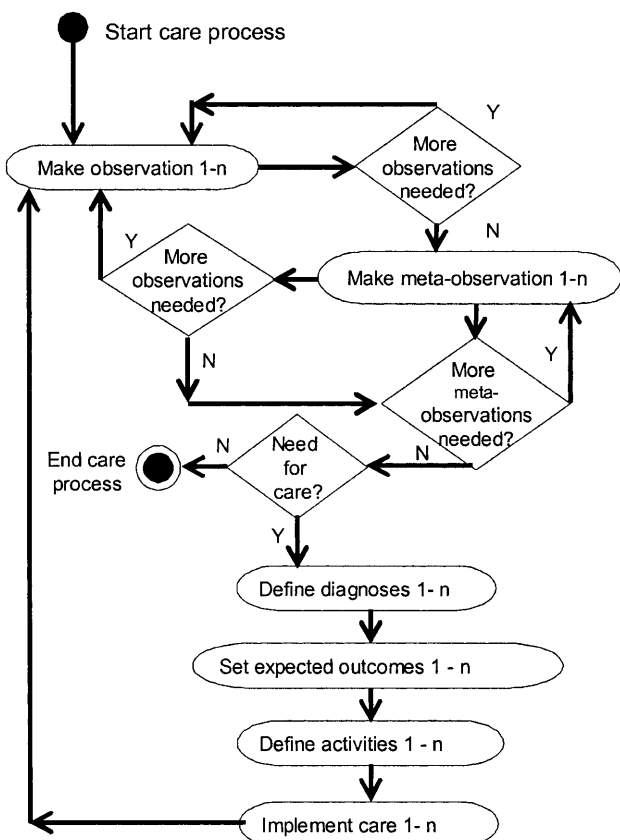 Start care process
Y
More
observations
needed?
Make observation 1-n
N
Y
More
observations
needed?
Make meta-observation 1-n
N
Y
More
meta-
observations
needed?
N
Need
for
care?
N
End care
process
Y
Define diagnoses 1- n
Set expected outcomes 1 - n
Define activities 1 - n
Implement care 1- n